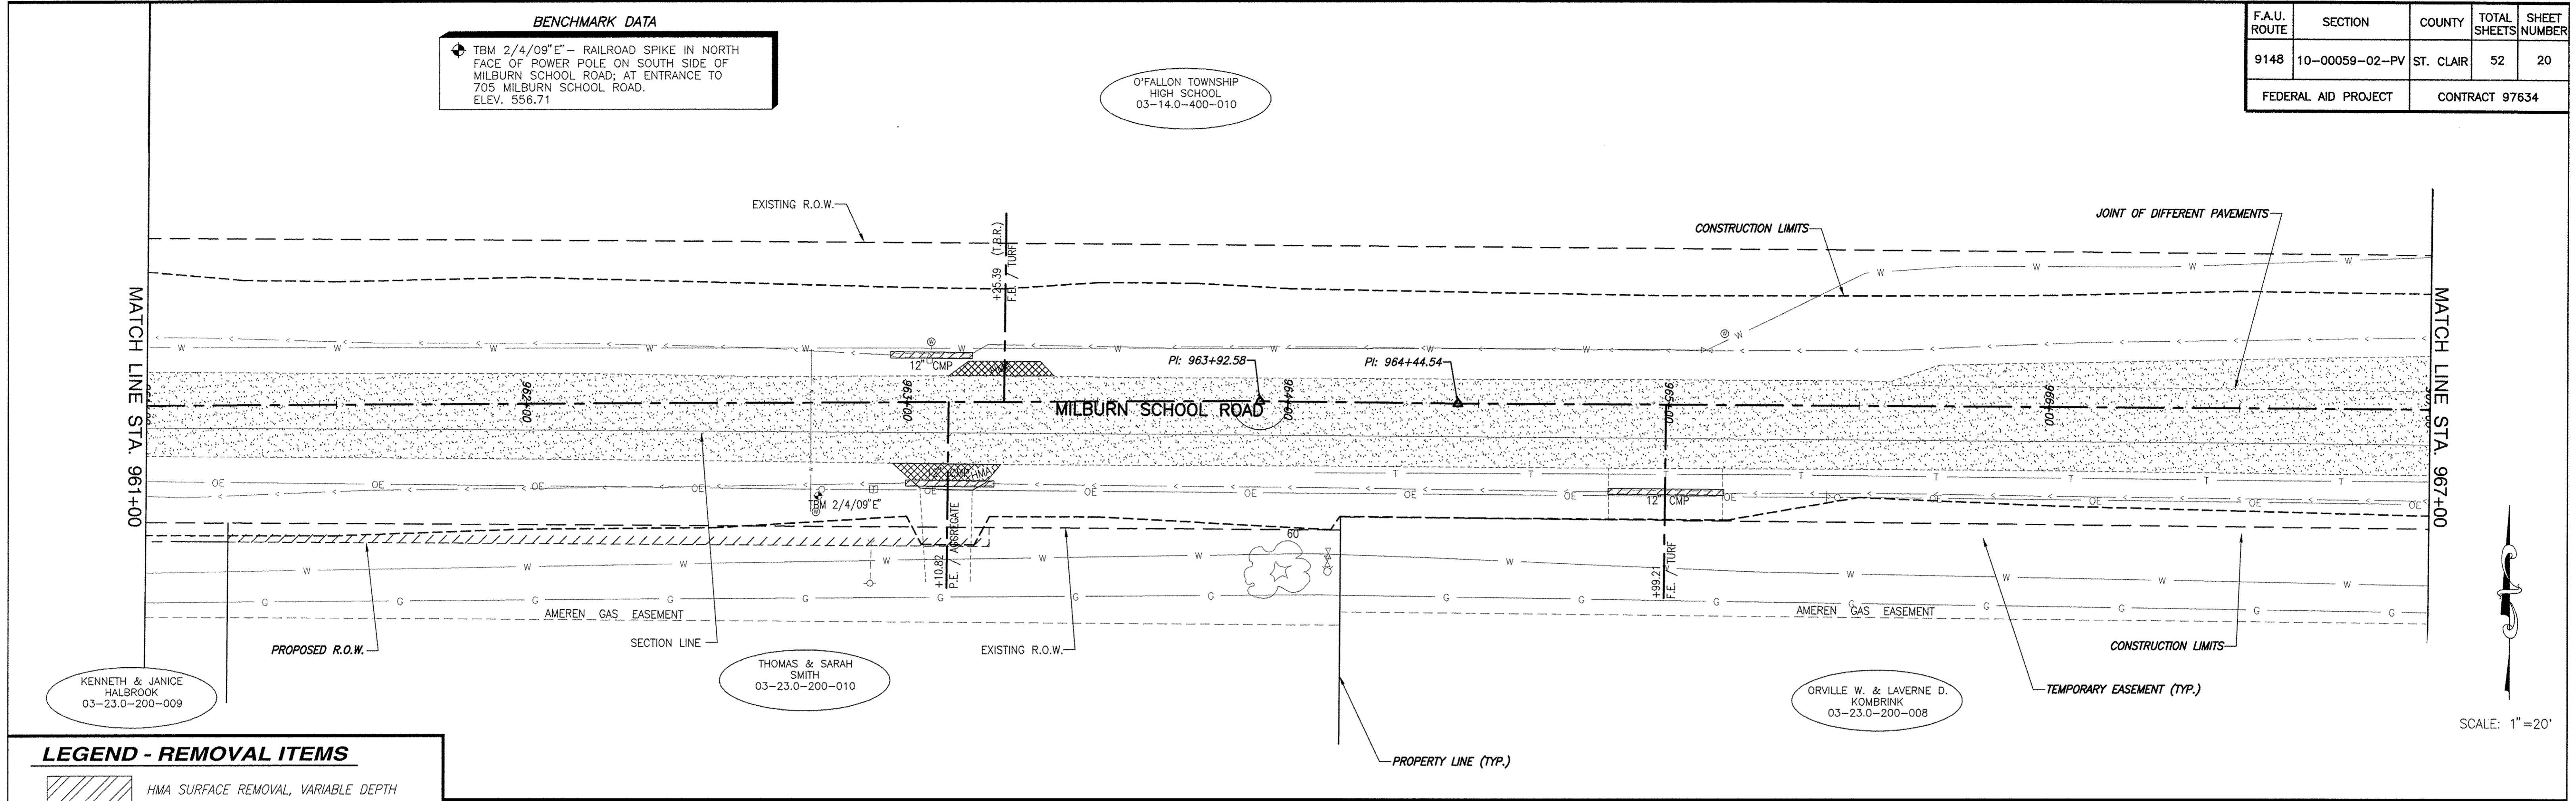 BENCHMARK DATA
TBM 2/4/09"E"– RAILROAD SPIKE IN NORTH
FACE OF POWER POLE ON SOUTH SIDE OF
MILBURN SCHOOL ROAD; AT ENTRANCE TO
705 MILBURN SCHOOL ROAD.
ELEV. 556.71
O'FALLON TOWNSHIP
HIGH SCHOOL
03–14.0–400–010
F.A.U. ROUTE
SECTION
COUNTY
TOTAL SHEETS
SHEET NUMBER
9148
10–00059–02–PV
ST. CLAIR
52
20
FEDERAL AID PROJECT
CONTRACT 97634
EXISTING R.O.W.
+25.39 (T.B.R.)
F.E. / TURF
CONSTRUCTION LIMITS
JOINT OF DIFFERENT PAVEMENTS
MATCH LINE STA. 961+00
MATCH LINE STA. 967+00
12" CMP
PI: 963+92.58
PI: 964+44.54
962+00
963+00
964+00
965+00
966+00
MILBURN SCHOOL ROAD
12" CMP
HMA
TBM 2/4/09"E"
12" CMP
60'
+10.82
P.E. / AGGREGATE
+99.21
F.E. / TURF
AMEREN GAS EASEMENT
AMEREN GAS EASEMENT
PROPOSED R.O.W.
SECTION LINE
EXISTING R.O.W.
CONSTRUCTION LIMITS
TEMPORARY EASEMENT (TYP.)
PROPERTY LINE (TYP.)
KENNETH & JANICE
HALBROOK
03–23.0–200–009
THOMAS & SARAH
SMITH
03–23.0–200–010
ORVILLE W. & LAVERNE D.
KOMBRINK
03–23.0–200–008
SCALE: 1"=20'
LEGEND - REMOVAL ITEMS
HMA SURFACE REMOVAL, VARIABLE DEPTH